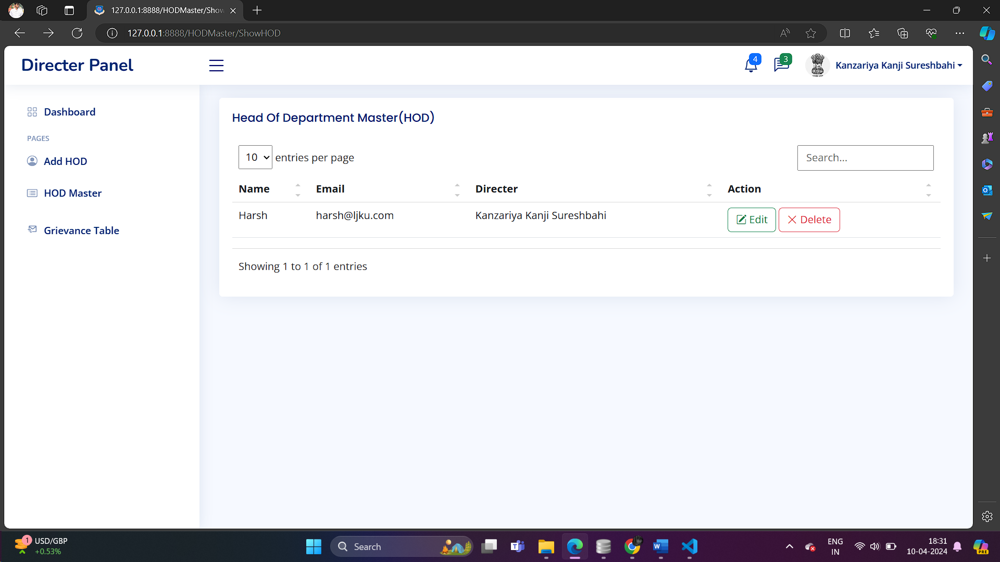 127.0.0.1:8888/HODMaster/Show
127.0.0.1:8888/HODMaster/ShowHOD
Directer Panel
4
3
Kanzariya Kanji Sureshbahi
Dashboard
PAGES
Add HOD
HOD Master
Grievance Table
Head Of Department Master(HOD)
10 entries per page
Search...
Name Email Directer Action
Harsh harsh@ljku.com Kanzariya Kanji Sureshbahi Edit Delete
Showing 1 to 1 of 1 entries
1
USD/GBP
+0.53%
Search
ENG
IN
18:31
10-04-2024
PRE